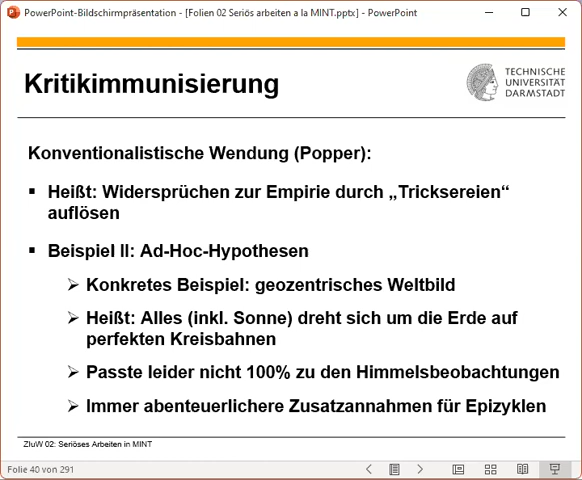 PowerPoint-Bildschirmpräsentation - [Folien 02 Seriös arbeiten a la MINT.pptx] - PowerPoint
Kritikimmunisierung
TECHNISCHE
UNIVERSITÄT
DARMSTADT
Konventionalistische Wendung (Popper):
▪ Heißt: Widersprüchen zur Empirie durch „Tricksereien“
auflösen
▪ Beispiel II: Ad-Hoc-Hypothesen
➢ Konkretes Beispiel: geozentrisches Weltbild
➢ Heißt: Alles (inkl. Sonne) dreht sich um die Erde auf
perfekten Kreisbahnen
➢ Passte leider nicht 100% zu den Himmelsbeobachtungen
➢ Immer abenteuerlichere Zusatzannahmen für Epizyklen
ZIuW 02: Seriöses Arbeiten in MINT
Folie 40 von 291